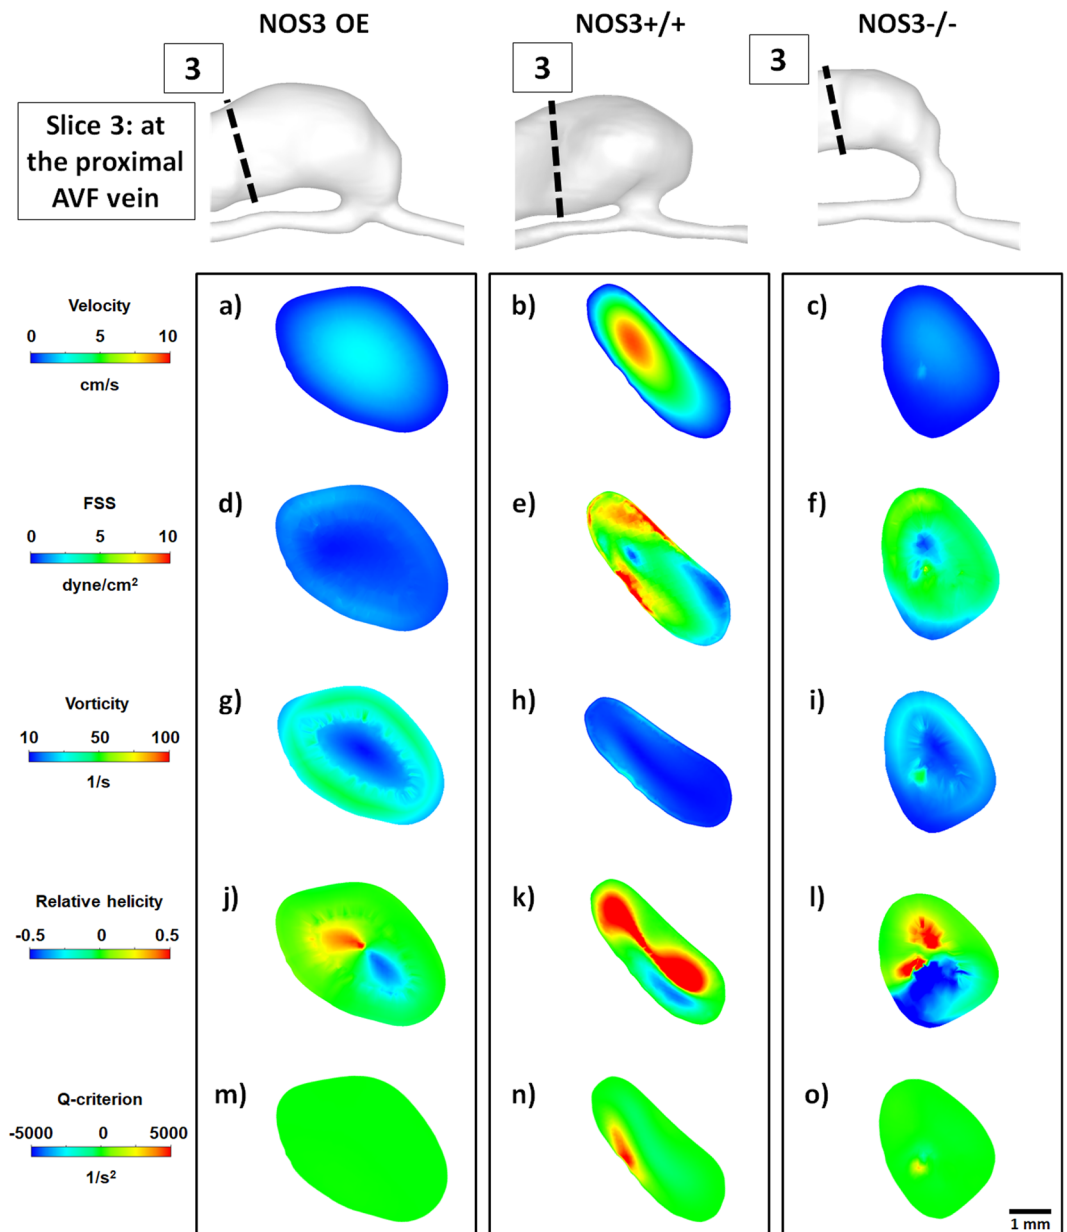 NOS3 OE
NOS3+/+
NOS3-/-
3
3
3
Slice 3: at
the proximal
AVF vein
Velocity
0 5 10
cm/s
a)
b)
c)
FSS
0 5 10
dyne/cm²
d)
e)
f)
Vorticity
10 50 100
1/s
g)
h)
i)
Relative helicity
-0.5 0 0.5
j)
k)
l)
Q-criterion
-5000 0 5000
1/s²
m)
n)
o)
1 mm